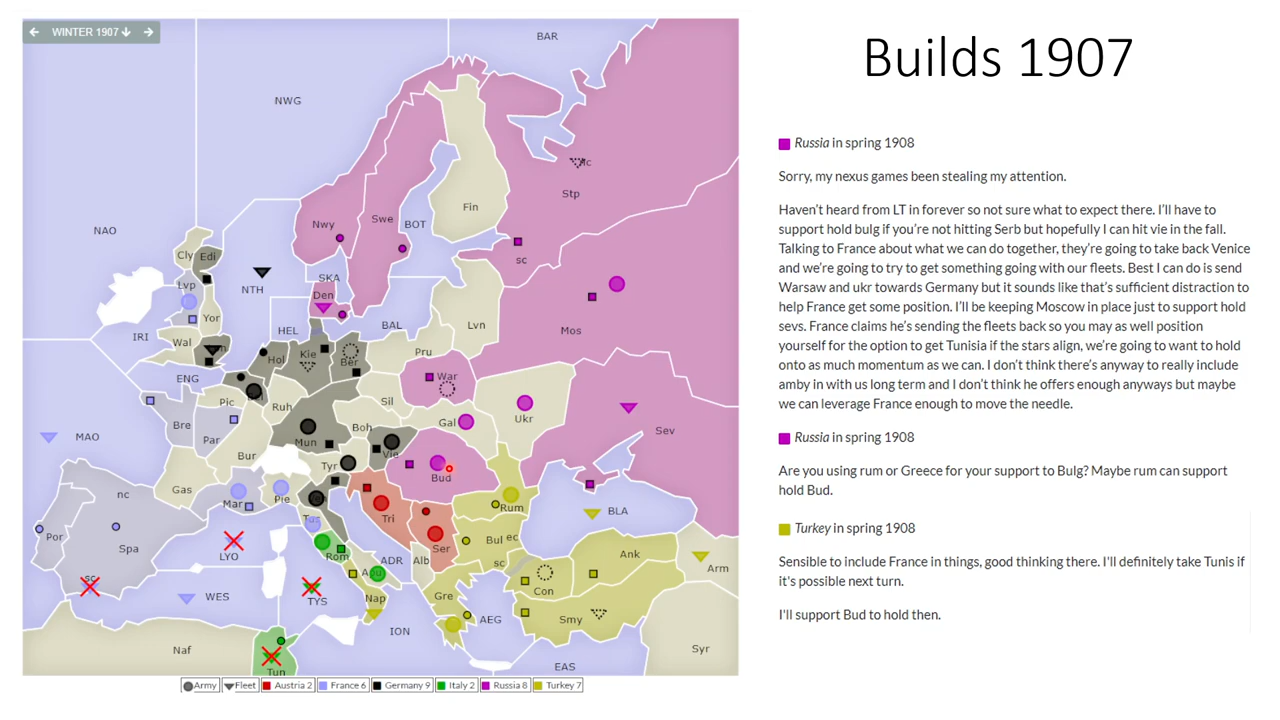 WINTER 1907
Builds 1907
BAR
NWG
nc
Stp
Fin
Nwy
Swe
BOT
NAO
Cly
Edi
sc
SKA
NTH
Lvp
Den
Mos
Yor
HEL
BAL
Lvn
IRI
Wal
Hol
Kie
Ber
Pru
War
ENG
Pic
Ruh
Sil
Gal
Ukr
Bre
Par
Mun
Boh
Vie
Sev
MAO
Bur
Tyr
Bud
nc
Gas
Mar
Pie
Tri
Rum
Por
Spa
Tus
Ser
BLA
LYO
Rom
ADR
Alb
Bul
ec
sc
Ank
Arm
sc
WES
TYS
Apu
Nap
Gre
Con
Smy
ION
AEG
Naf
Tun
EAS
Syr
Army Fleet Austria 2 France 6 Germany 9 Italy 2 Russia 8 Turkey 7
Russia in spring 1908
Sorry, my nexus games been stealing my attention.
Haven't heard from LT in forever so not sure what to expect there. I'll have to
support hold bulg if you're not hitting Serb but hopefully I can hit vie in the fall.
Talking to France about what we can do together, they're going to take back Venice
and we're going to try to get something going with our fleets. Best I can do is send
Warsaw and ukr towards Germany but it sounds like that's sufficient distraction to
help France get some position. I'll be keeping Moscow in place just to support hold
sevs. France claims he's sending the fleets back so you may as well position
yourself for the option to get Tunisia if the stars align, we're going to want to hold
onto as much momentum as we can. I don't think there's anyway to really include
amby in with us long term and I don't think he offers enough anyways but maybe
we can leverage France enough to move the needle.
Russia in spring 1908
Are you using rum or Greece for your support to Bulg? Maybe rum can support
hold Bud.
Turkey in spring 1908
Sensible to include France in things, good thinking there. I'll definitely take Tunis if
it's possible next turn.
I'll support Bud to hold then.